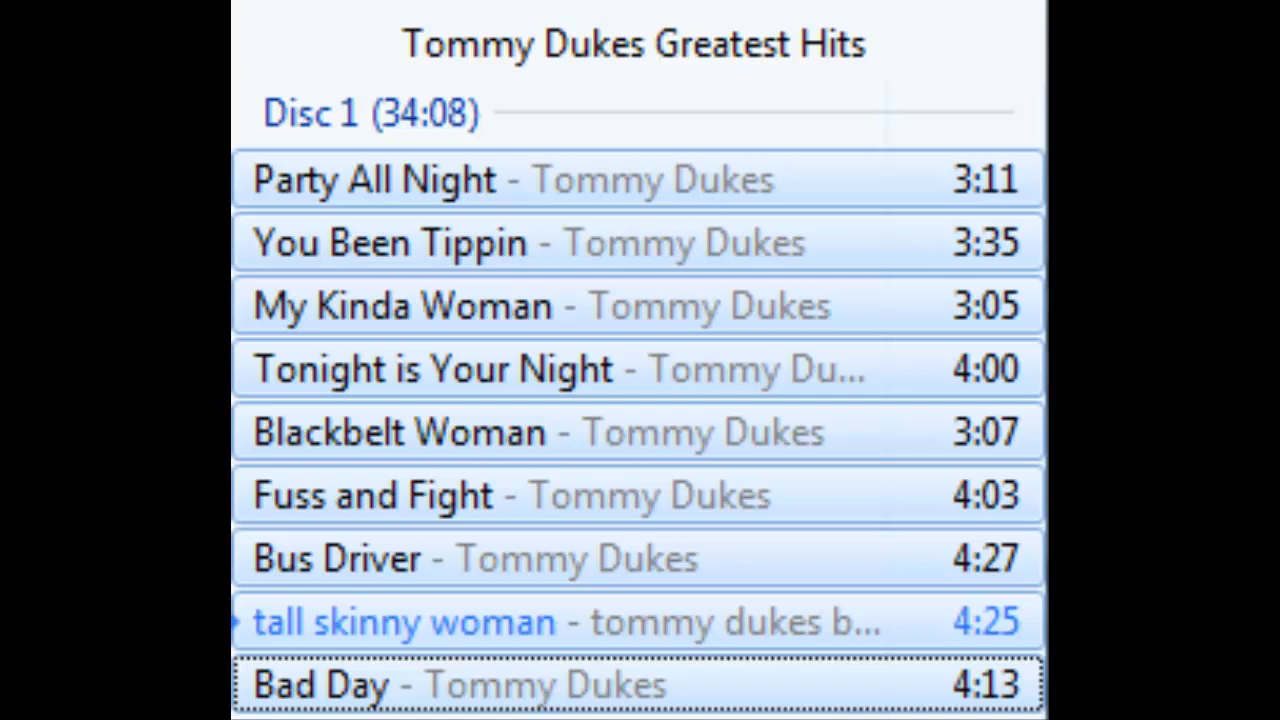 Tommy Dukes Greatest Hits
Disc 1 (34:08)
Party All Night - Tommy Dukes 3:11
You Been Tippin - Tommy Dukes 3:35
My Kinda Woman - Tommy Dukes 3:05
Tonight is Your Night - Tommy Du... 4:00
Blackbelt Woman - Tommy Dukes 3:07
Fuss and Fight - Tommy Dukes 4:03
Bus Driver - Tommy Dukes 4:27
tall skinny woman - tommy dukes b... 4:25
Bad Day - Tommy Dukes 4:13